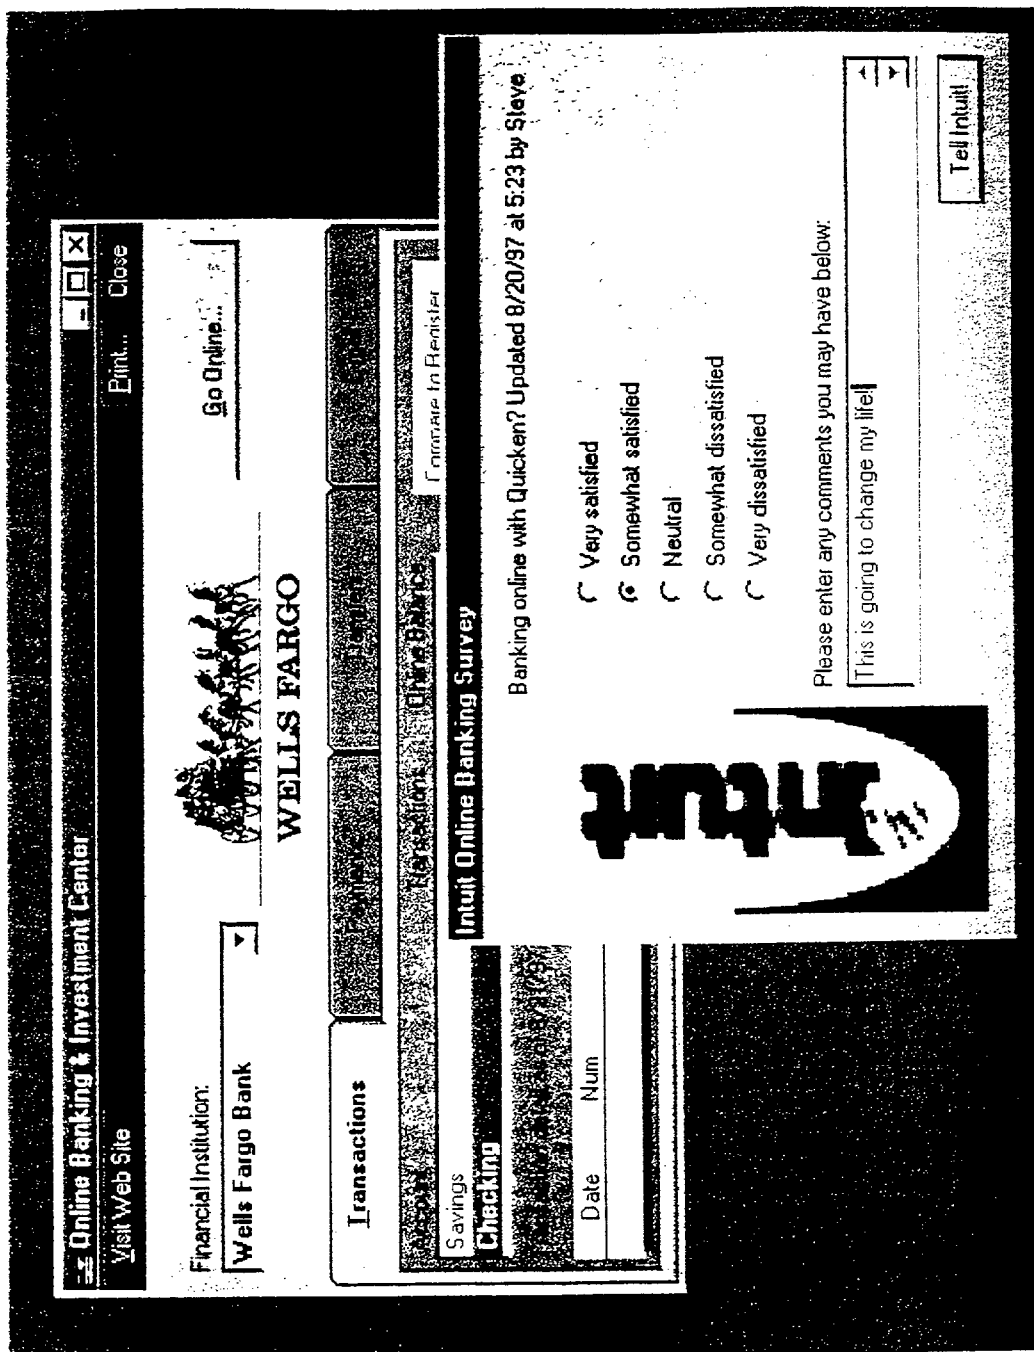 Online Banking & Investment Center
Visit Web Site
Print...
Close
Financial Institution:
Wells Fargo Bank
WELLS FARGO
Go Online...
Transactions
Payments
Online Balance
Compare to Register
Savings
Checking
Date
Num
Intuit Online Banking Survey
Banking online with Quicken? Updated 8/20/97 at 5:23 by Steve
Very satisfied
Somewhat satisfied
Neutral
Somewhat dissatisfied
Very dissatisfied
Intuit
Please enter any comments you may have below:
This is going to change my life!!
Tell Intuit!